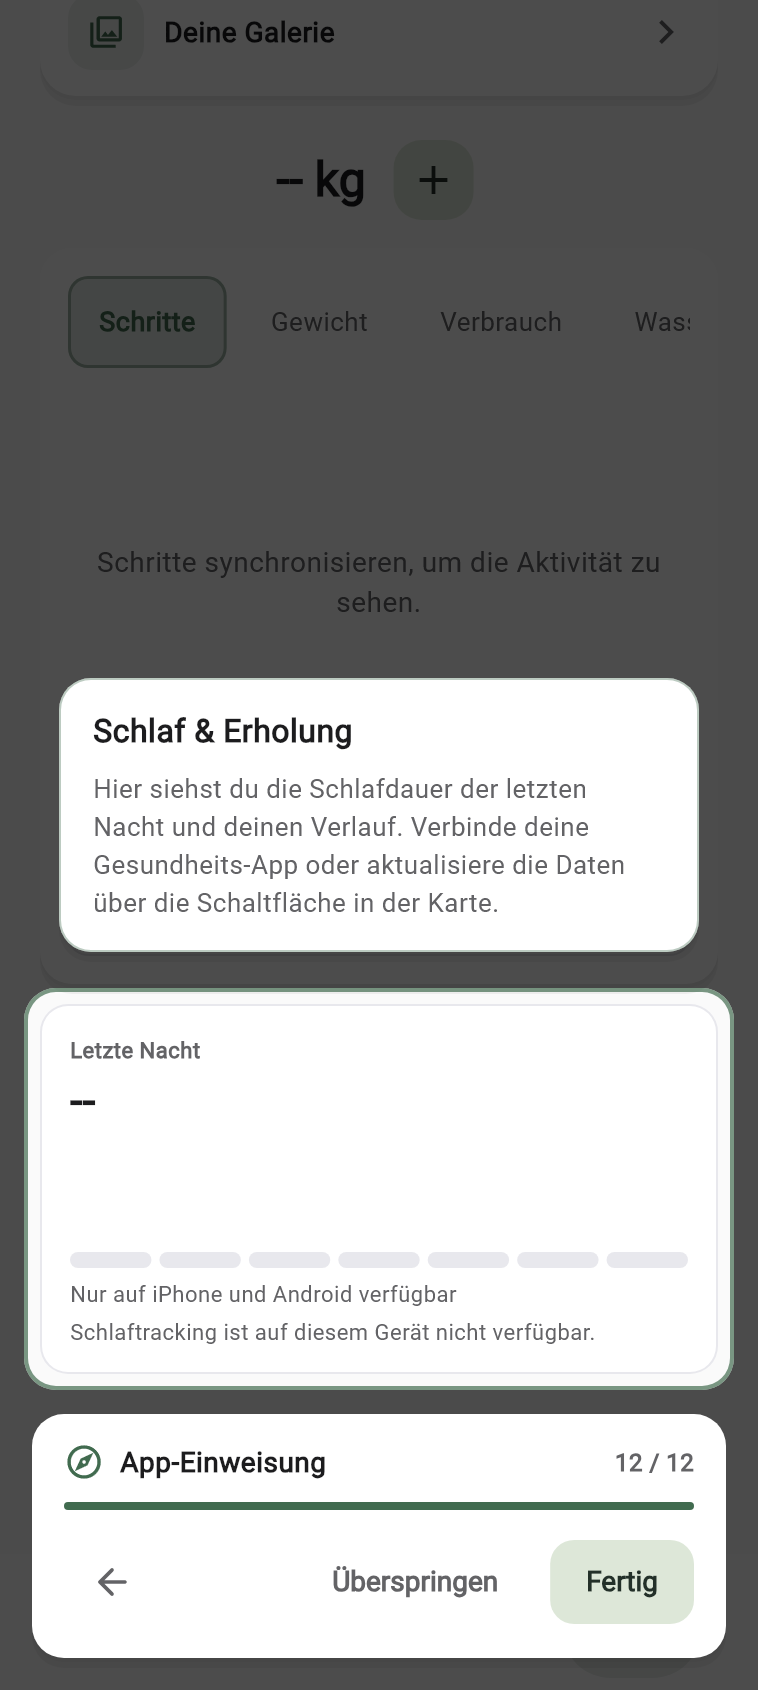 Deine Galerie
-- kg
Schritte Gewicht Verbrauch
Schritte synchronisieren, um die Aktivität zu
sehen.
Schlaf & Erholung
Hier siehst du die Schlafdauer der letzten
Nacht und deinen Verlauf. Verbinde deine
Gesundheits-App oder aktualisiere die Daten
über die Schaltfläche in der Karte.
Letzte Nacht
--
Nur auf iPhone und Android verfügbar
Schlaftracking ist auf diesem Gerät nicht verfügbar.
App-Einweisung 12 / 12
Überspringen Fertig